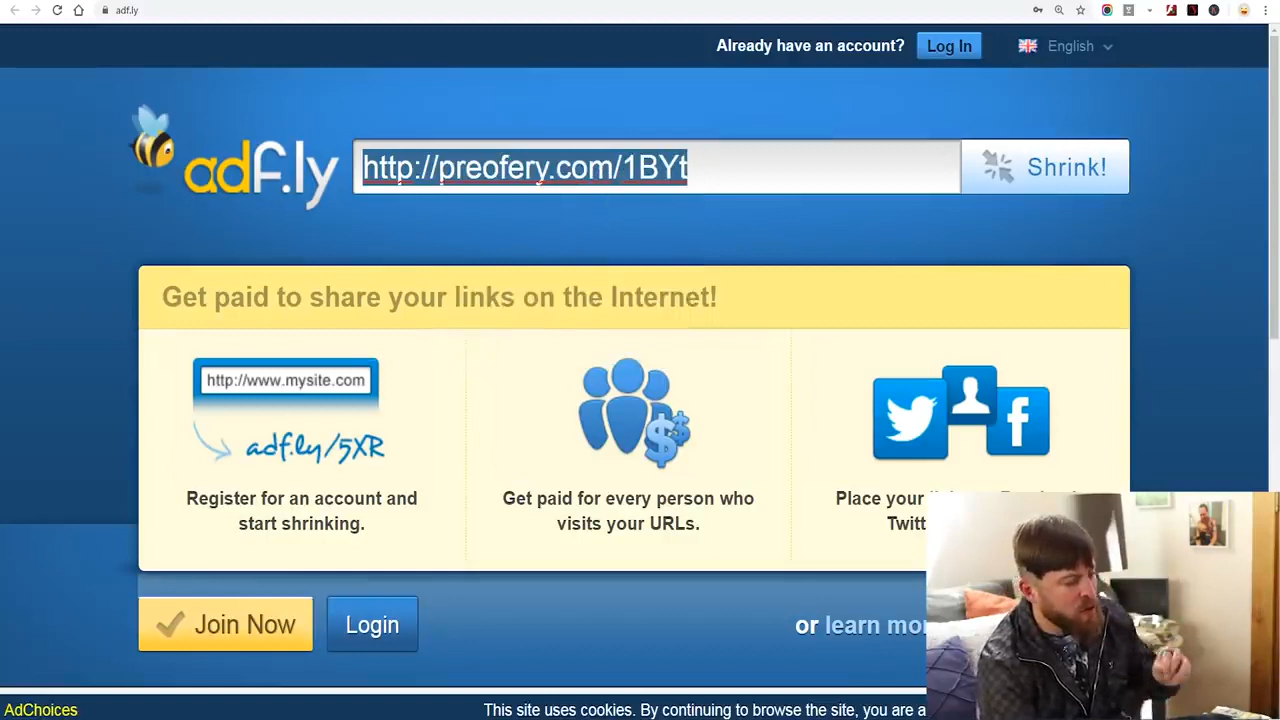 adf.ly
Already have an account?
Log In
English
adf.ly
http://preofery.com/1BYt
Shrink!
Get paid to share your links on the Internet!
http://www.mysite.com
adf.ly/5XR
Register for an account and
start shrinking.
Get paid for every person who
visits your URLs.
Place your
Twitt
Join Now
Login
or learn mor
AdChoices
This site uses cookies. By continuing to browse the site, you are a